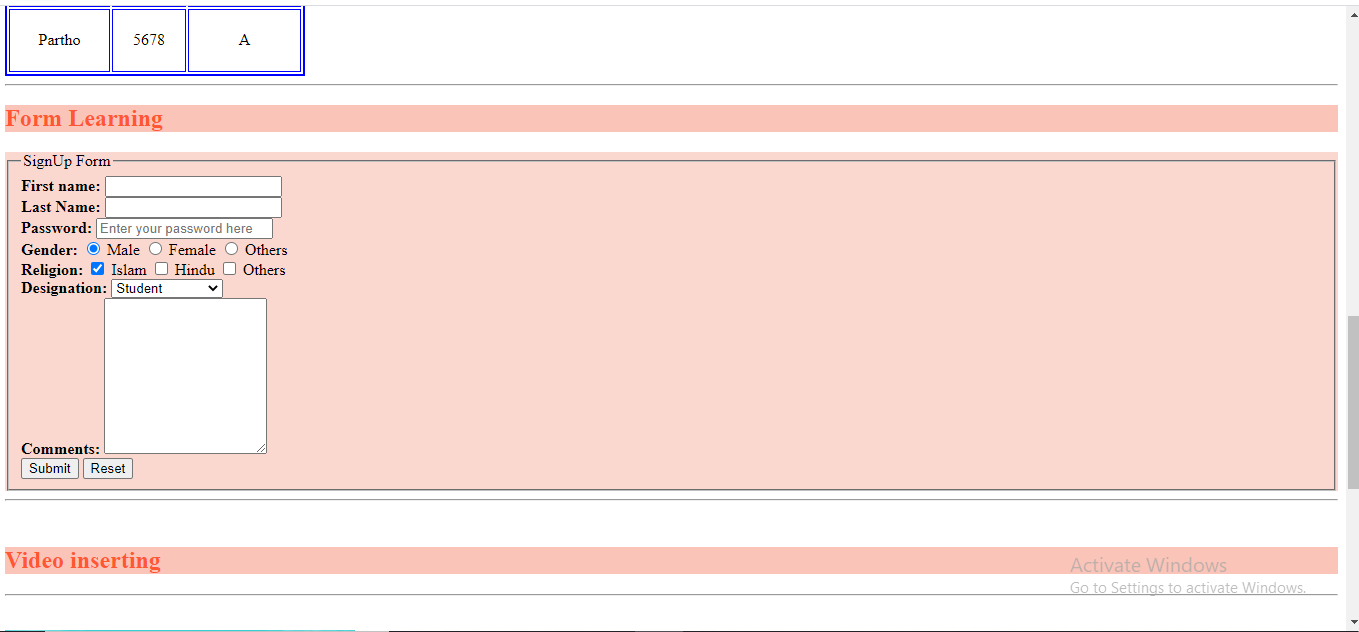 Partho 5678 A
Form Learning
SignUp Form
First name:
Last Name:
Password: Enter your password here
Gender: Male Female Others
Religion: Islam Hindu Others
Designation: Student
Comments:
Submit Reset
Video inserting
Activate Windows
Go to Settings to activate Windows.